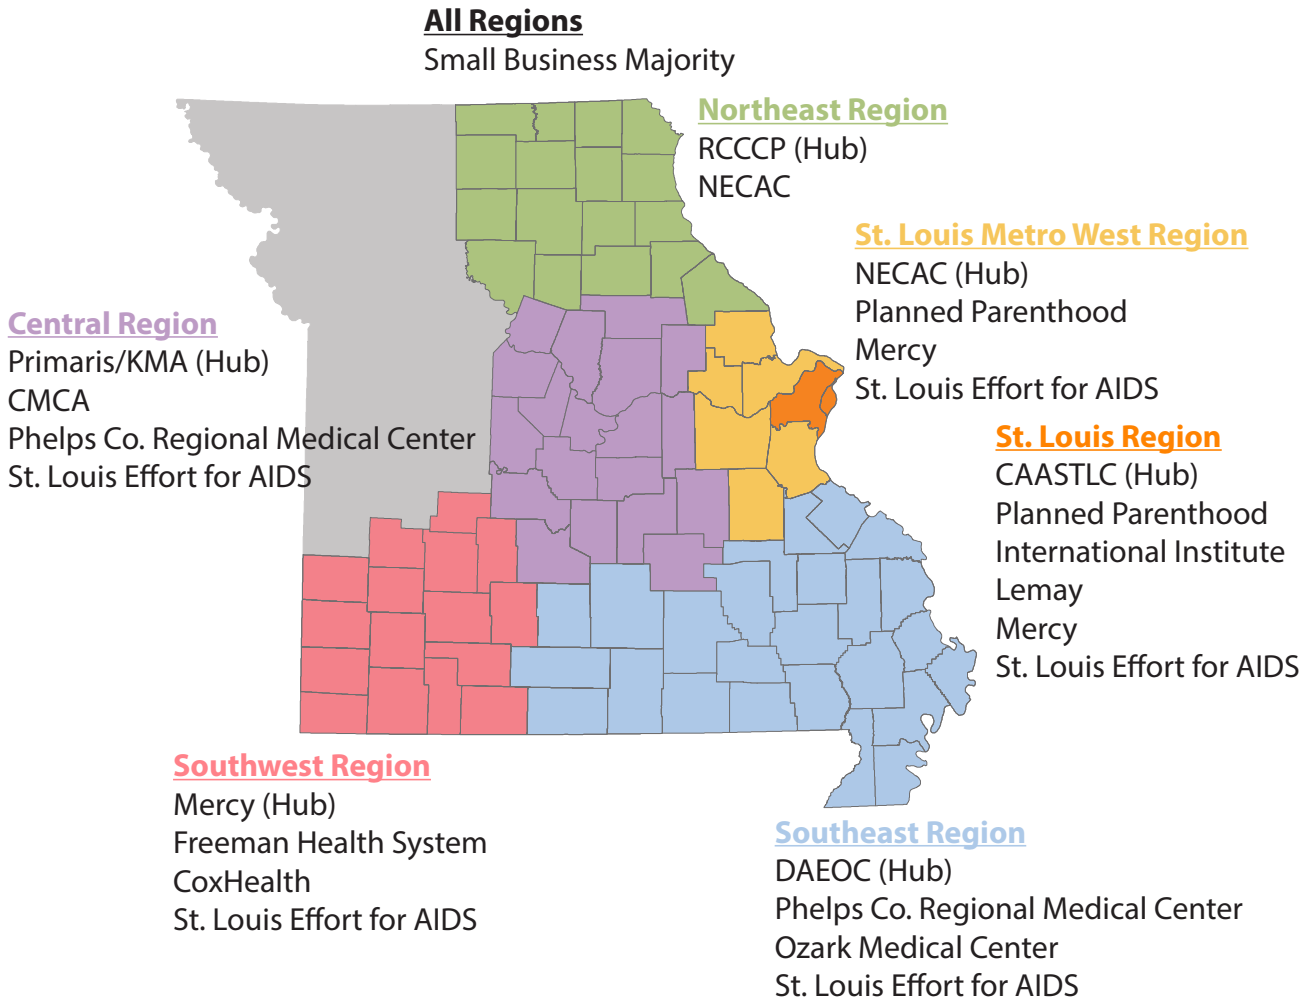 All Regions
Small Business Majority
Northeast Region
RCCCP (Hub)
NECAC
St. Louis Metro West Region
NECAC (Hub)
Planned Parenthood
Mercy
St. Louis Effort for AIDS
Central Region
Primaris/KMA (Hub)
CMCA
Phelps Co. Regional Medical Center
St. Louis Effort for AIDS
St. Louis Region
CAASTLC (Hub)
Planned Parenthood
International Institute
Lemay
Mercy
St. Louis Effort for AIDS
Southwest Region
Mercy (Hub)
Freeman Health System
CoxHealth
St. Louis Effort for AIDS
Southeast Region
DAEOC (Hub)
Phelps Co. Regional Medical Center
Ozark Medical Center
St. Louis Effort for AIDS